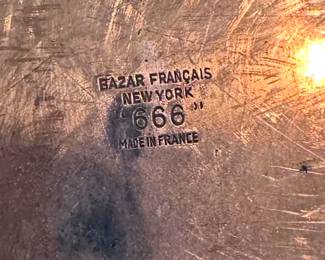 BAZAR FRANÇAIS
NEW YORK
"666"
MADE IN FRANCE